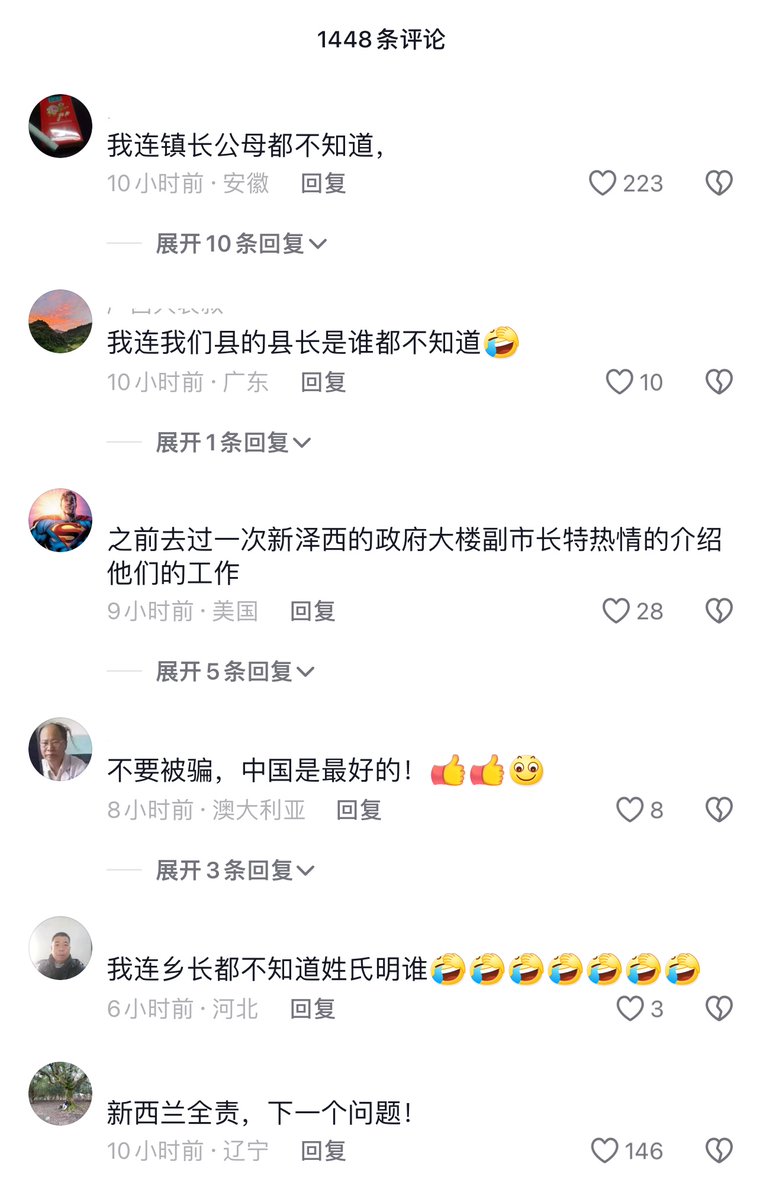 1448条评论
我连镇长公母都不知道，
10小时前·安徽 回复 223
展开10条回复
我连我们县的县长是谁都不知道
10小时前·广东 回复 10
展开1条回复
之前去过一次新泽西的政府大楼副市长特热情的介绍
他们的工作
9小时前·美国 回复 28
展开5条回复
不要被骗，中国是最好的！
8小时前·澳大利亚 回复 8
展开3条回复
我连乡长都不知道姓氏明谁
6小时前·河北 回复 3
新西兰全责，下一个问题！
10小时前·辽宁 回复 146